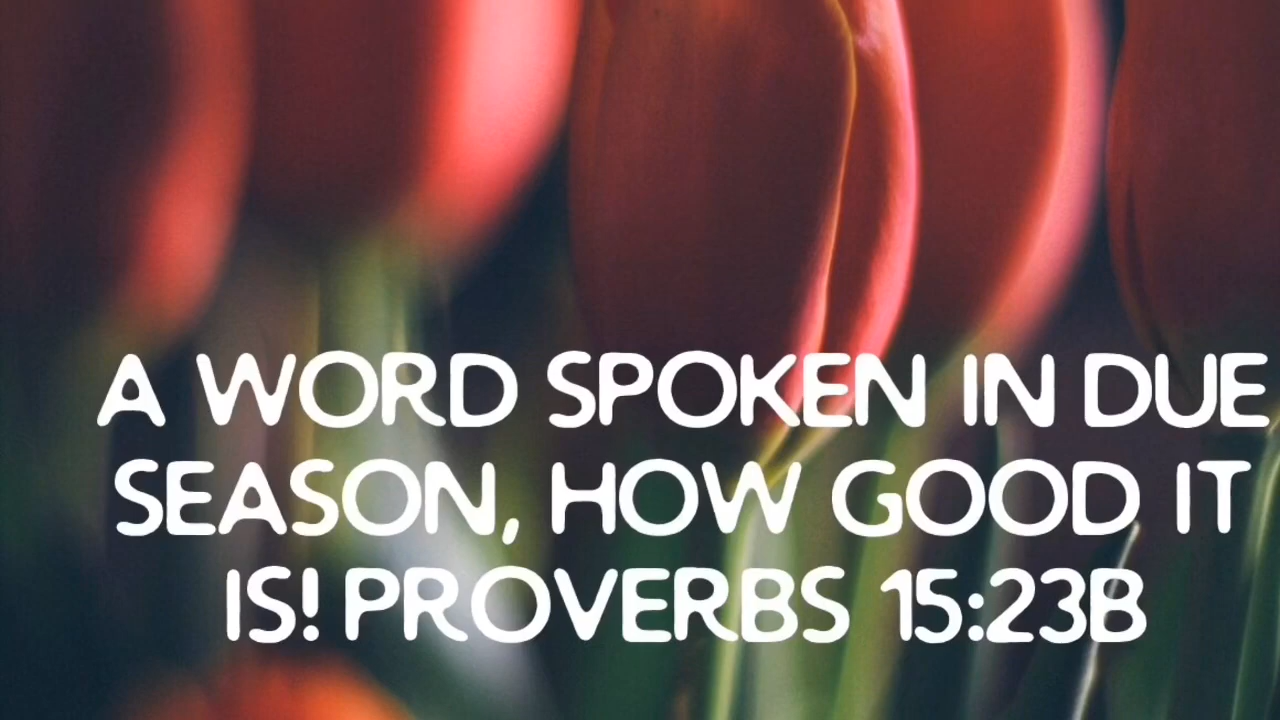 A WORD SPOKEN IN DUE
SEASON, HOW GOOD IT
IS! PROVERBS 15:23B